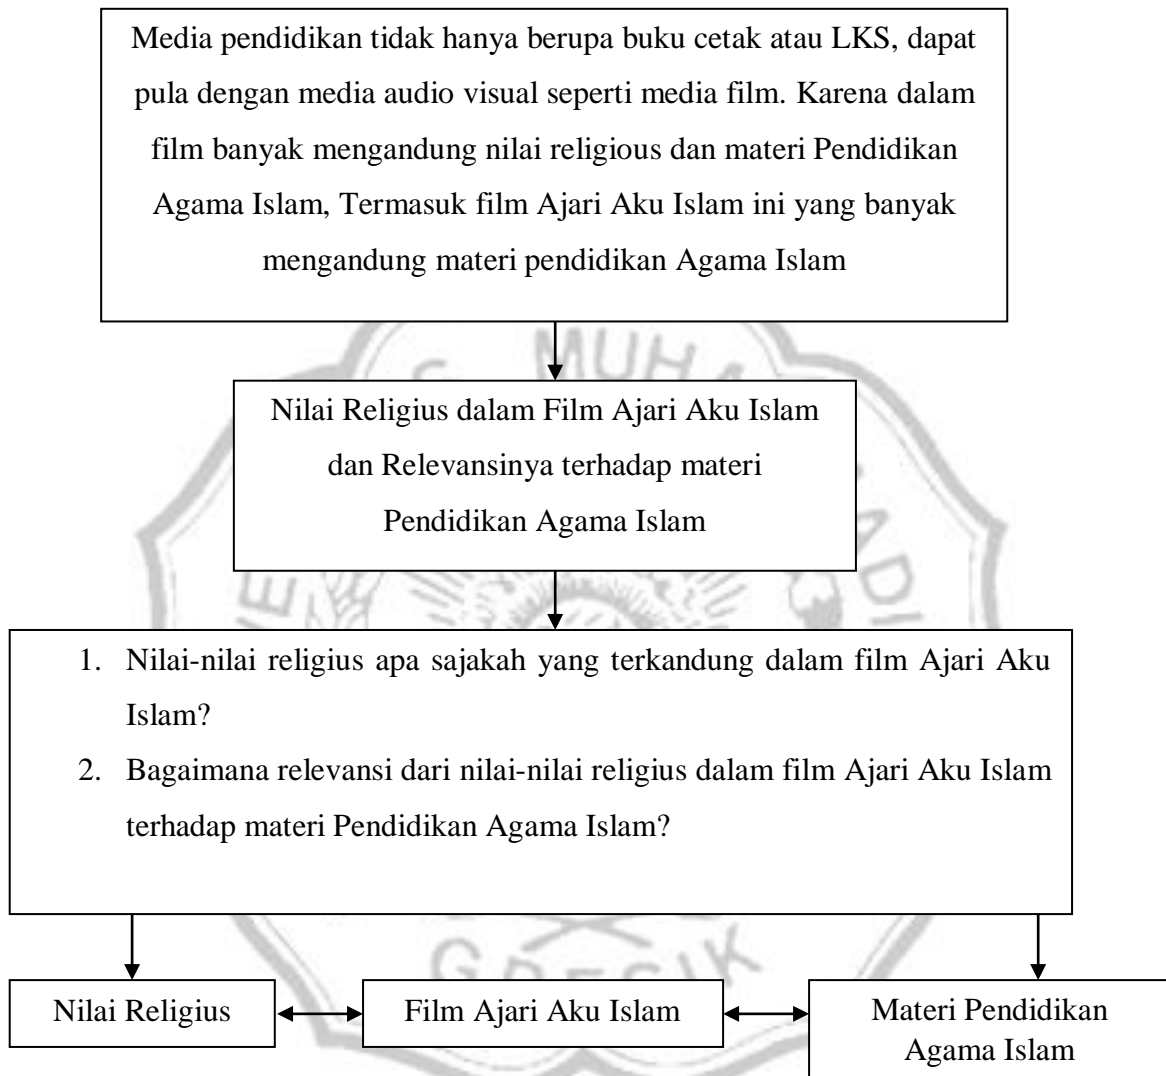 Media pendidikan tidak hanya berupa buku cetak atau LKS, dapat
pula dengan media audio visual seperti media film. Karena dalam
film banyak mengandung nilai religious dan materi Pendidikan
Agama Islam, Termasuk film Ajari Aku Islam ini yang banyak
mengandung materi pendidikan Agama Islam
MUHA
Nilai Religius dalam Film Ajari Aku Islam
dan Relevansinya terhadap materi
Pendidikan Agama Islam
ADI
1. Nilai-nilai religius apa sajakah yang terkandung dalam film Ajari Aku
Islam?
2. Bagaimana relevansi dari nilai-nilai religius dalam film Ajari Aku Islam
terhadap materi Pendidikan Agama Islam?
GRESIK
Nilai Religius
Film Ajari Aku Islam
Materi Pendidikan
Agama Islam